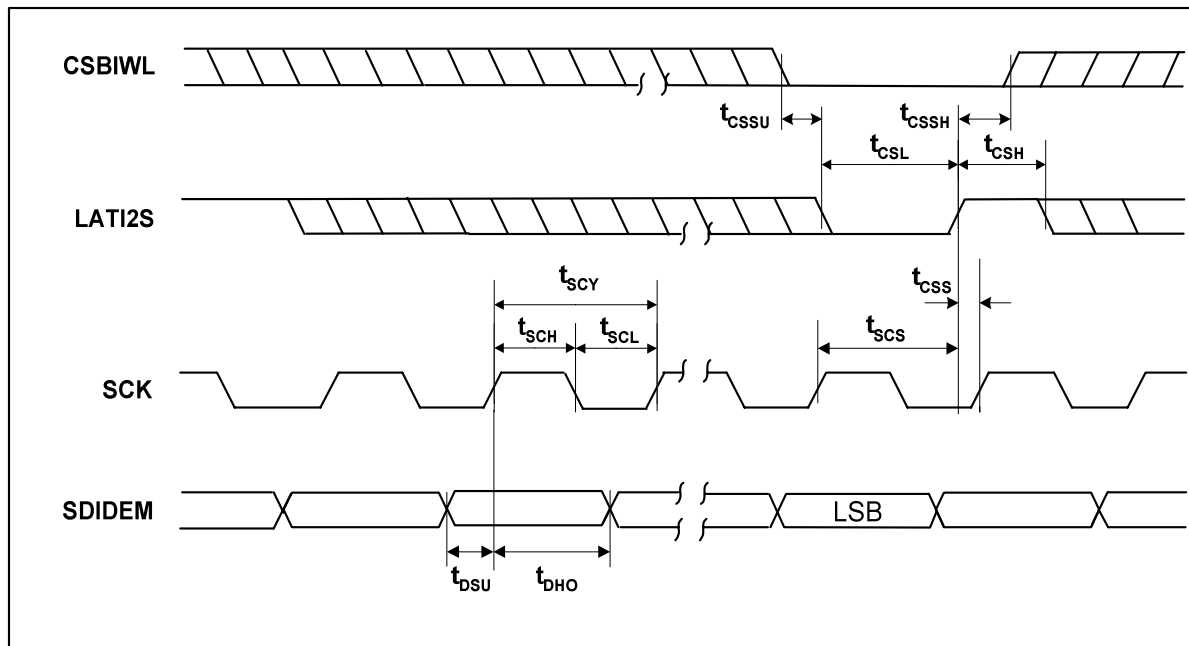 CSBIWL
tCSSU
tCSSH
tCSL
tCSH
LATI2S
tSCY
tCSS
tSCH
tSCL
tSCS
SCK
SDIDEM
LSB
tDSU
tDHO